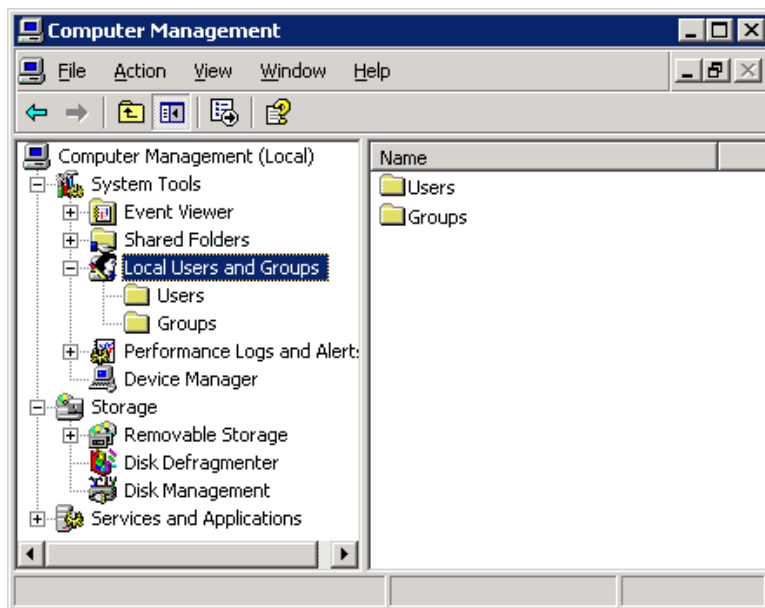 Computer Management
File Action View Window Help
Computer Management (Local)
System Tools
Event Viewer
Shared Folders
Local Users and Groups
Users
Groups
Performance Logs and Alert:
Device Manager
Storage
Removable Storage
Disk Defragmenter
Disk Management
Services and Applications
Name
Users
Groups